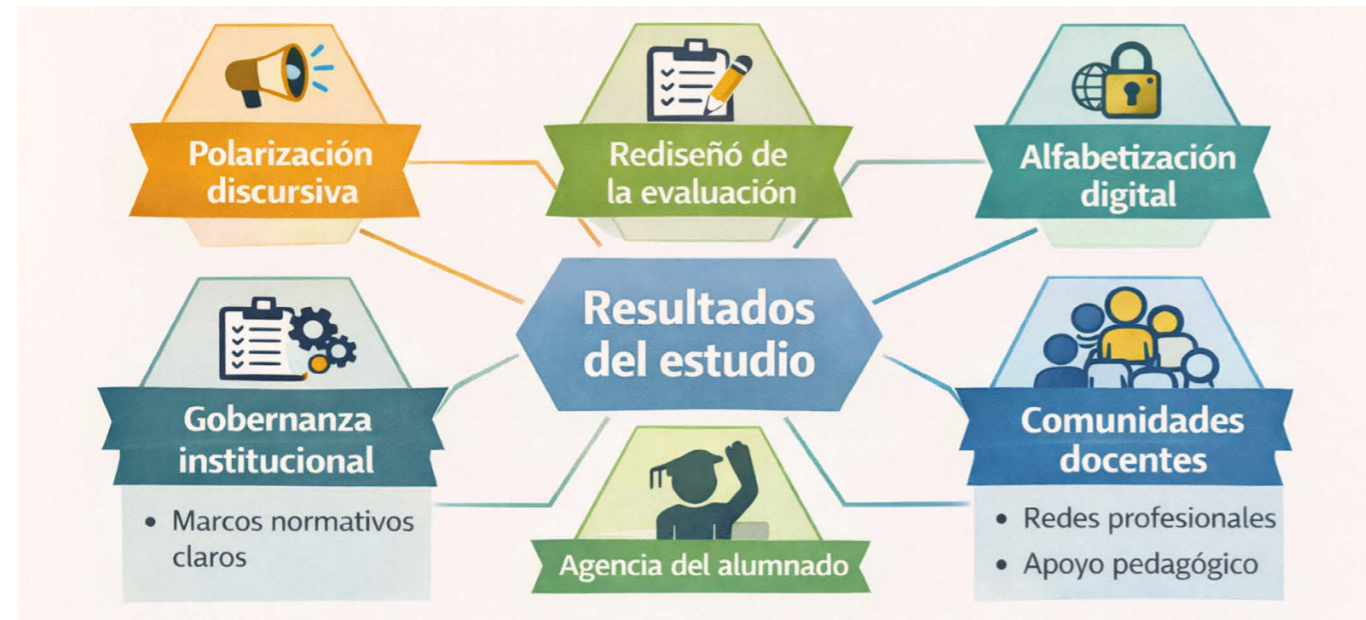 Polarización
discursiva
Rediseñó de
la evaluación
Alfabetización
digital
Resultados
del estudio
Gobernanza
institucional
• Marcos normativos
claros
Agencia del alumnado
Comunidades
docentes
• Redes profesionales
• Apoyo pedagógico